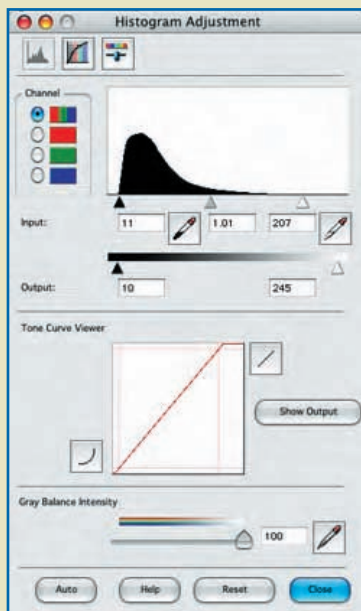 Histogram Adjustment
Channel
Input: 11 1.01 207
Output: 10 245
Tone Curve Viewer
Show Output
Gray Balance Intensity
100
Auto Help Reset Close